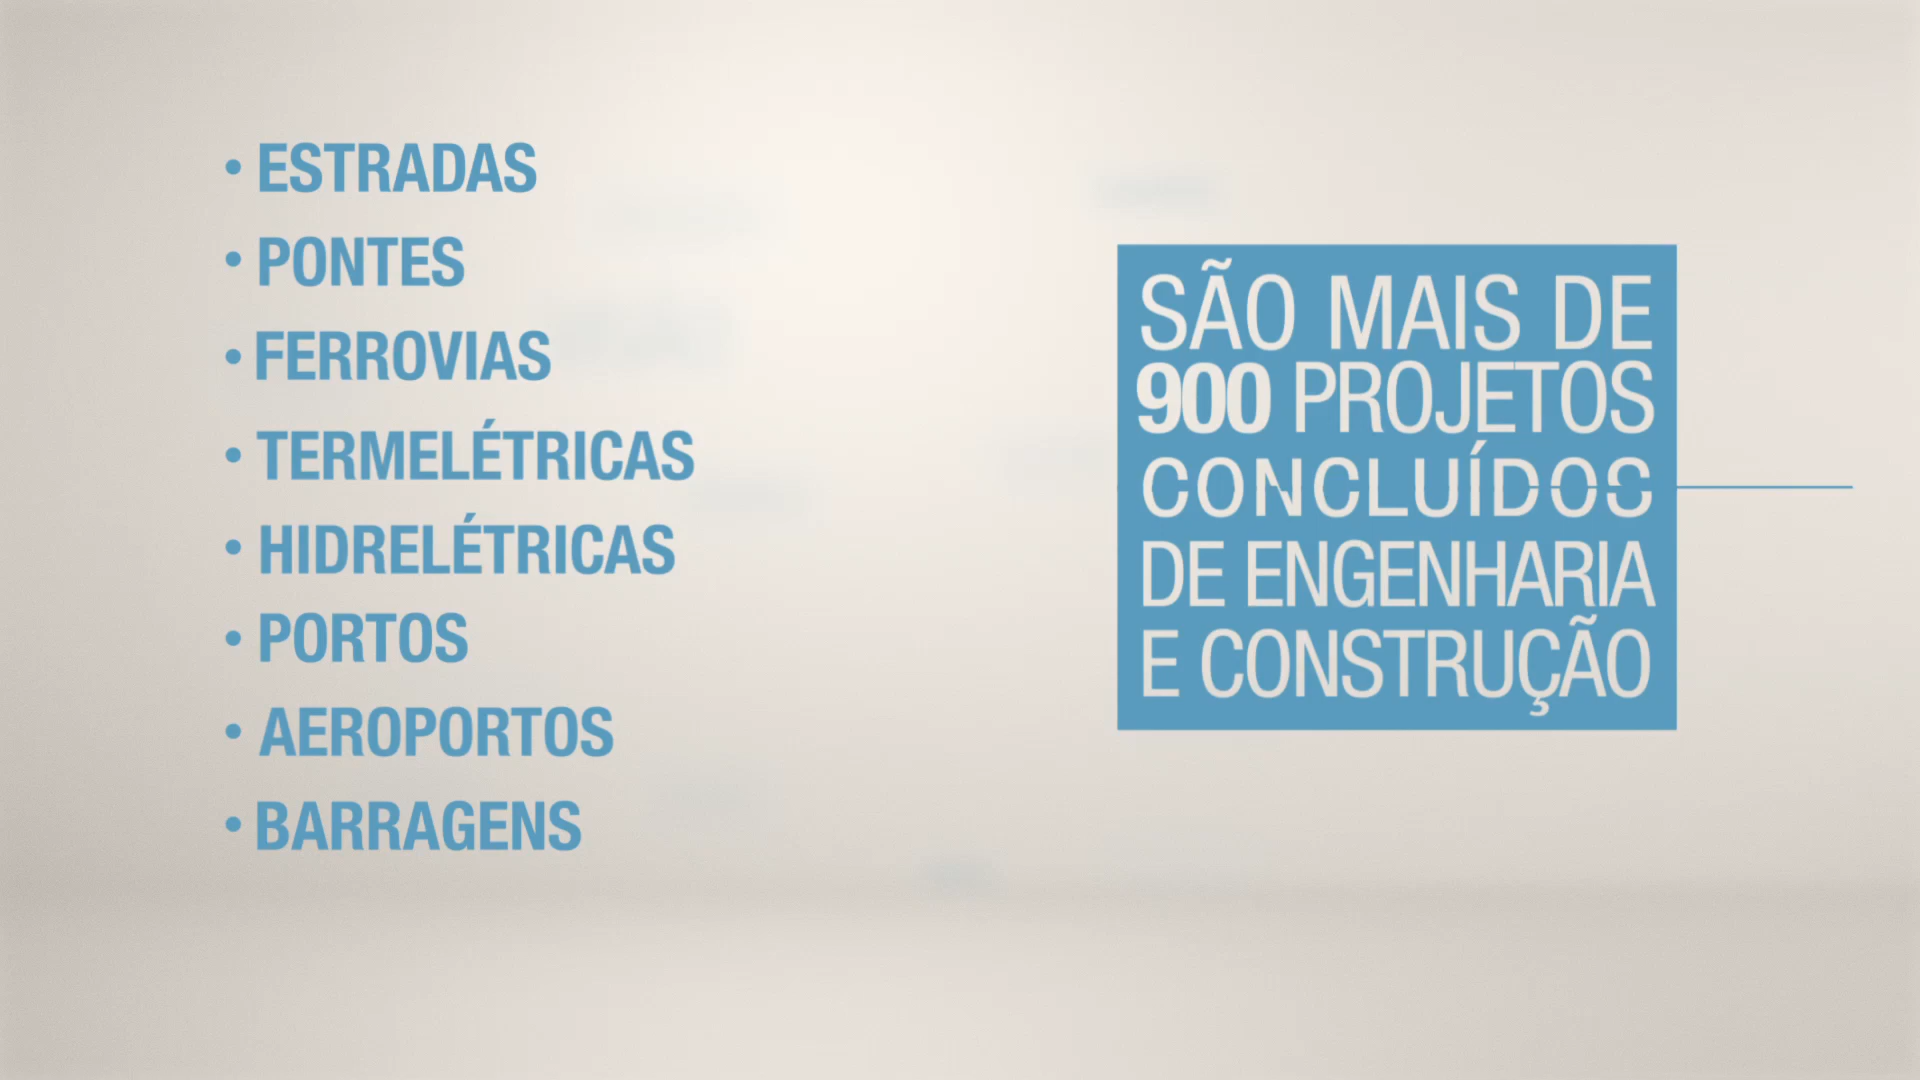 • ESTRADAS
• PONTES
• FERROVIAS
• TERMELÉTRICAS
• HIDRELÉTRICAS
• PORTOS
• AEROPORTOS
• BARRAGENS
SÃO MAIS DE
900 PROJETOS
CONCLUÍDOS
DE ENGENHARIA
E CONSTRUÇÃO